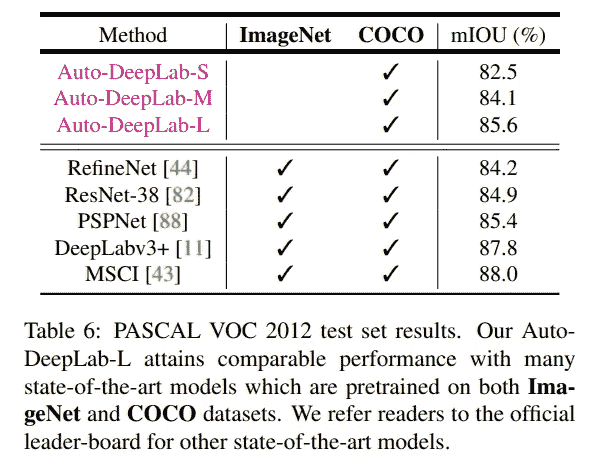 Method ImageNet COCO mIOU (%)
Auto-DeepLab-S ✓ 82.5
Auto-DeepLab-M ✓ 84.1
Auto-DeepLab-L ✓ 85.6
RefineNet [44] ✓ ✓ 84.2
ResNet-38 [82] ✓ ✓ 84.9
PSPNet [88] ✓ ✓ 85.4
DeepLabv3+ [11] ✓ ✓ 87.8
MSCI [43] ✓ ✓ 88.0
Table 6: PASCAL VOC 2012 test set results. Our Auto-
DeepLab-L attains comparable performance with many
state-of-the-art models which are pretrained on both Ima-
geNet and COCO datasets. We refer readers to the official
leader-board for other state-of-the-art models.